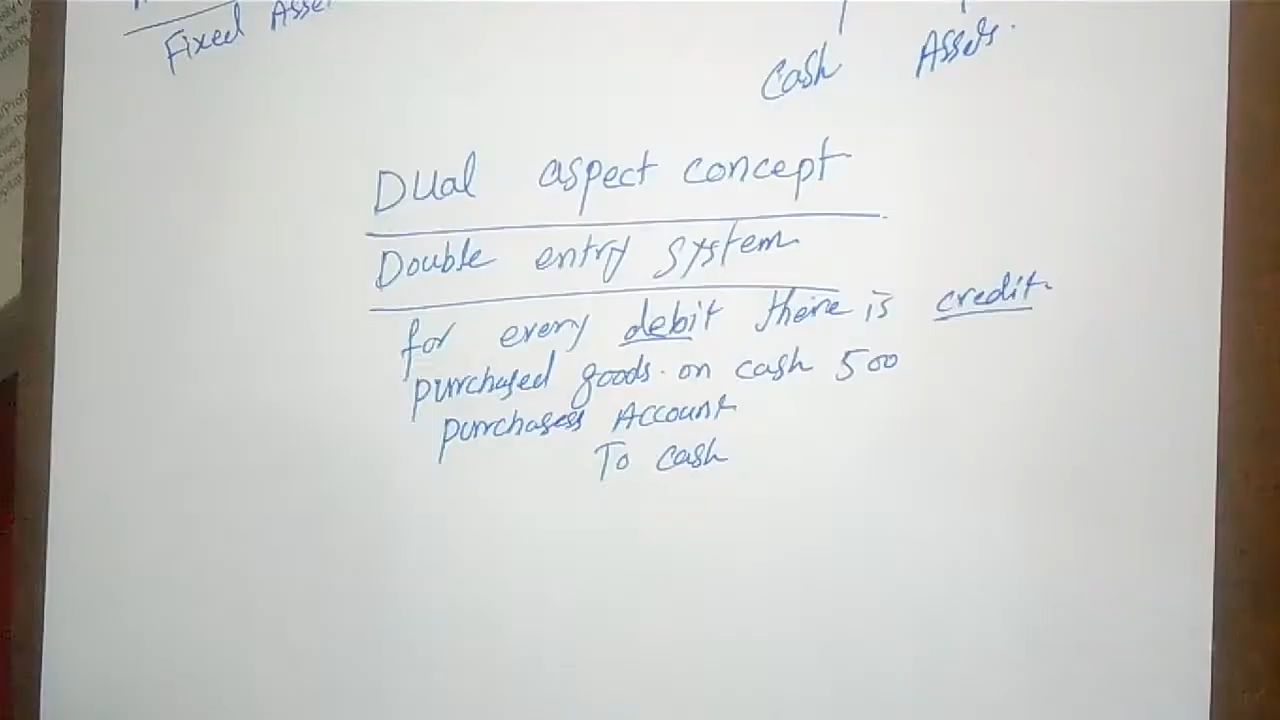 Fixed Asse
Cash Assets.
Dual aspect concept
Double entry system
for every debit there is credit
purchased goods. on cash 500
purchasess Account
To cash